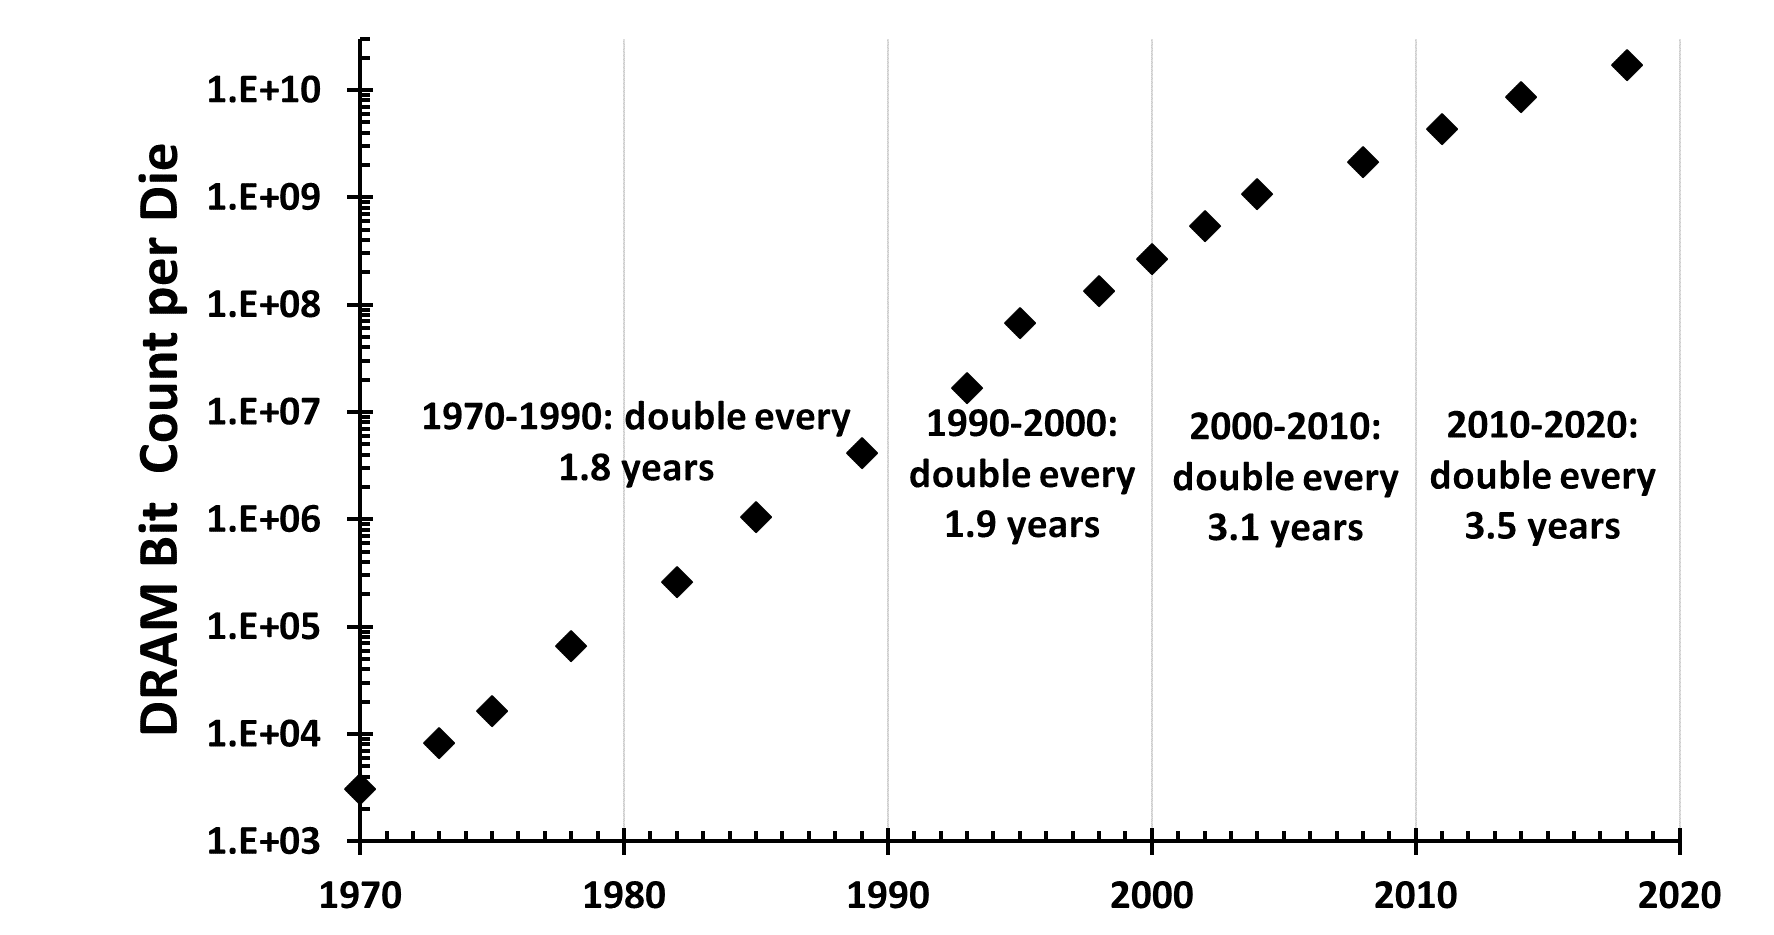 DRAM Bit Count per Die
1.E+10
1.E+09
1.E+08
1.E+07
1.E+06
1.E+05
1.E+04
1.E+03
1970-1990: double every
1.8 years
1990-2000:
double every
1.9 years
2000-2010:
double every
3.1 years
2010-2020:
double every
3.5 years
1970
1980
1990
2000
2010
2020